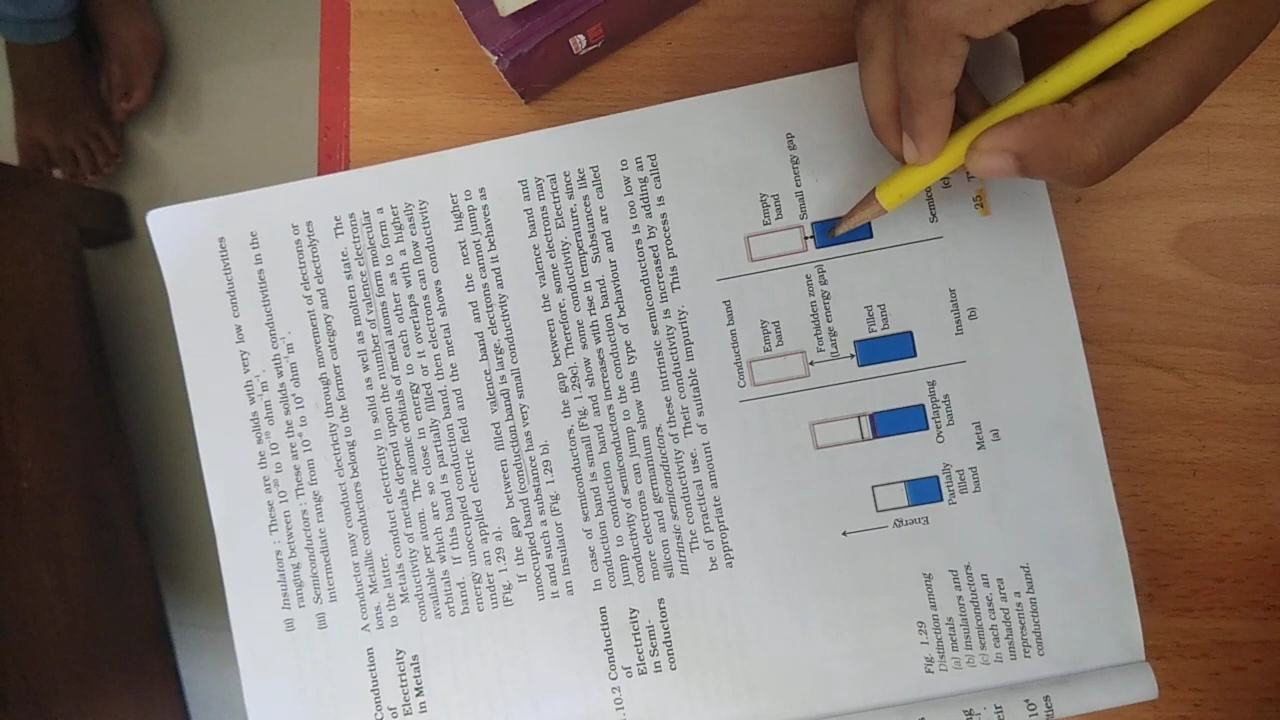 (ii) Insulators : These are the solids with very low conductivities
ranging between 10⁻²⁰ to 10⁻¹⁰ ohm⁻¹m⁻¹.
(iii) Semiconductors : These are the solids with conductivities in the
intermediate range from 10⁻⁶ to 10⁴ ohm⁻¹m⁻¹.
Conduction
of
Electricity
in Metals
A conductor may conduct electricity through movement of electrons or
ions. Metallic conductors belong to the former category and electrolytes
to the latter.
Metals conduct electricity in solid as well as molten state. The
conductivity of metals depend upon the number of valence electrons
available per atom. The atomic orbitals of metal atoms form molecular
orbitals which are so close in energy to each other as to form a
band. If this band is partially filled or it overlaps with a higher
energy unoccupied conduction band, then electrons can flow easily
under an applied electric field and the metal shows conductivity
(Fig. 1.29 a).
If the gap between filled valence band and the next higher
unoccupied band (conduction band) is large, electrons cannot jump to
it and such a substance has very small conductivity and it behaves as
an insulator (Fig. 1.29 b).
.10.2 Conduction
of
Electricity
in Semi-
conductors
In case of semiconductors, the gap between the valence band and
conduction band is small (Fig. 1.29c). Therefore, some electrons may
jump to conduction band and show some conductivity. Electrical
conductivity of semiconductors increases with rise in temperature, since
more electrons can jump to the conduction band. Substances like
silicon and germanium show this type of behaviour and are called
intrinsic semiconductors.
The conductivity of these intrinsic semiconductors is too low to
be of practical use. Their conductivity is increased by adding an
appropriate amount of suitable impurity. This process is called
Fig. 1.29
Distinction among
(a) metals
(b) insulators and
(c) semiconductors.
In each case, an
unshaded area
represents a
conduction band.
Energy
Partially
filled
band
Overlapping
bands
Metal
(a)
Conduction band
Empty
band
Forbidden zone
(Large energy gap)
Filled
band
Insulator
(b)
Empty
band
Small energy gap
Semico
(c)
25
10⁴